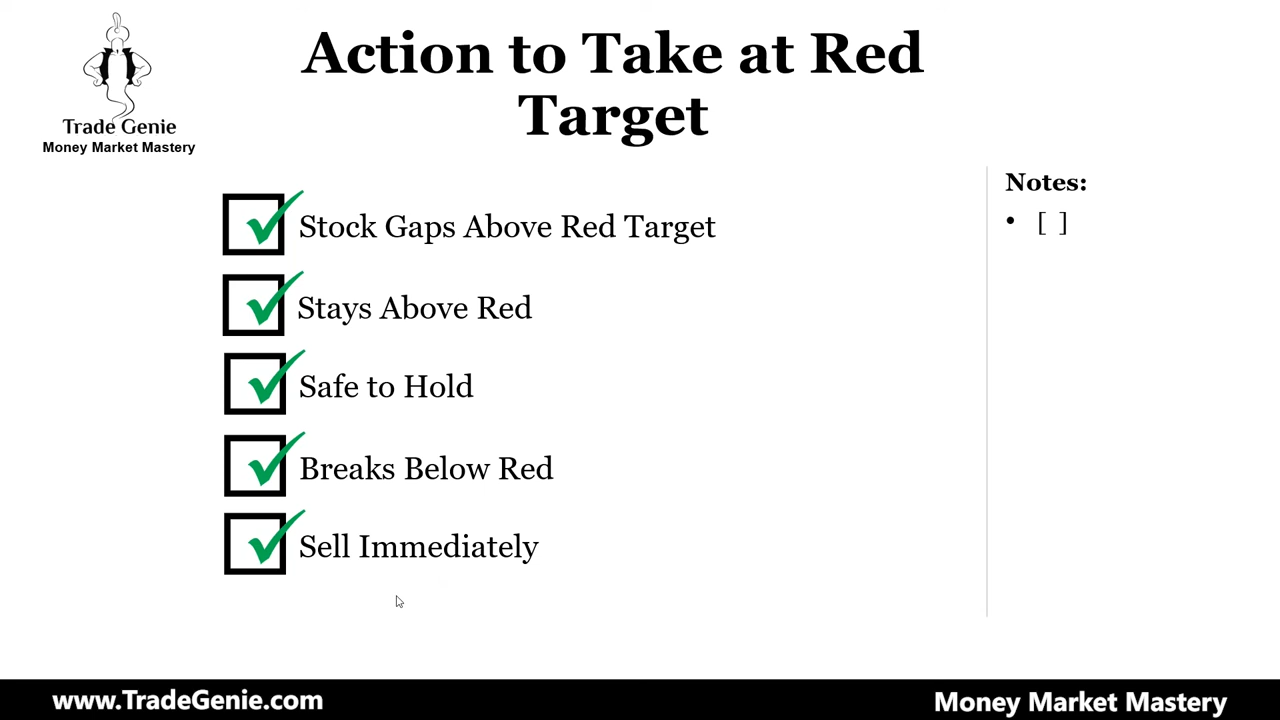 Trade Genie
Money Market Mastery
Action to Take at Red
Target
Stock Gaps Above Red Target
Stays Above Red
Safe to Hold
Breaks Below Red
Sell Immediately
Notes:
• [ ]
www.TradeGenie.com
Money Market Mastery